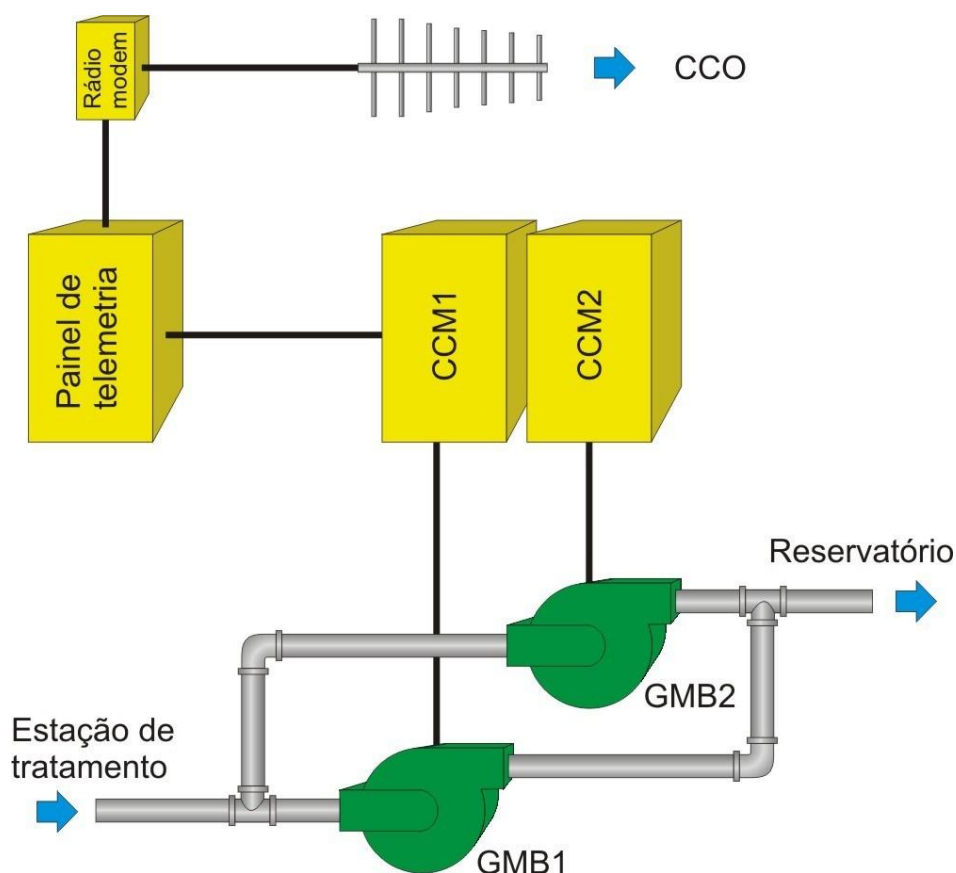 Rádio
modem
CCO
Painel de
telemetria
CCM1
CCM2
Reservatório
GMB2
Estação de
tratamento
GMB1